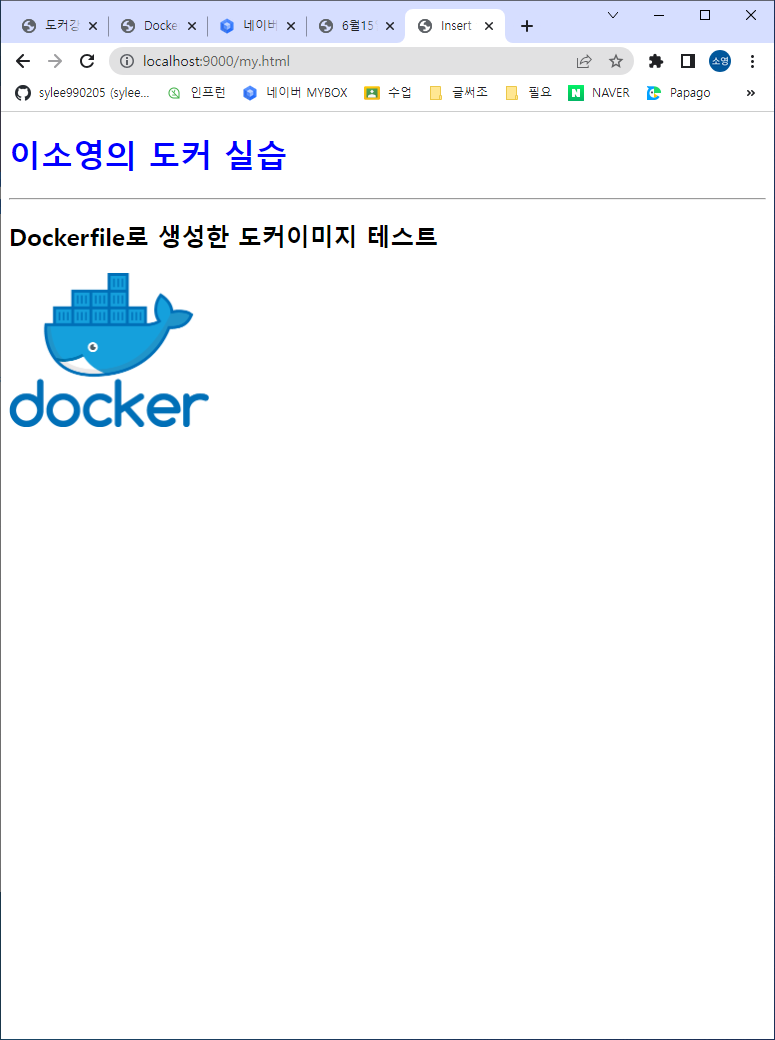 도커강 Docke 네이버 6월15 Insert
localhost:9000/my.html 소영
sylee990205 (sylee... 인프런 네이버 MYBOX 수업 글써조 필요 N NAVER Papago »
이소영의 도커 실습
Dockerfile로 생성한 도커이미지 테스트
docker